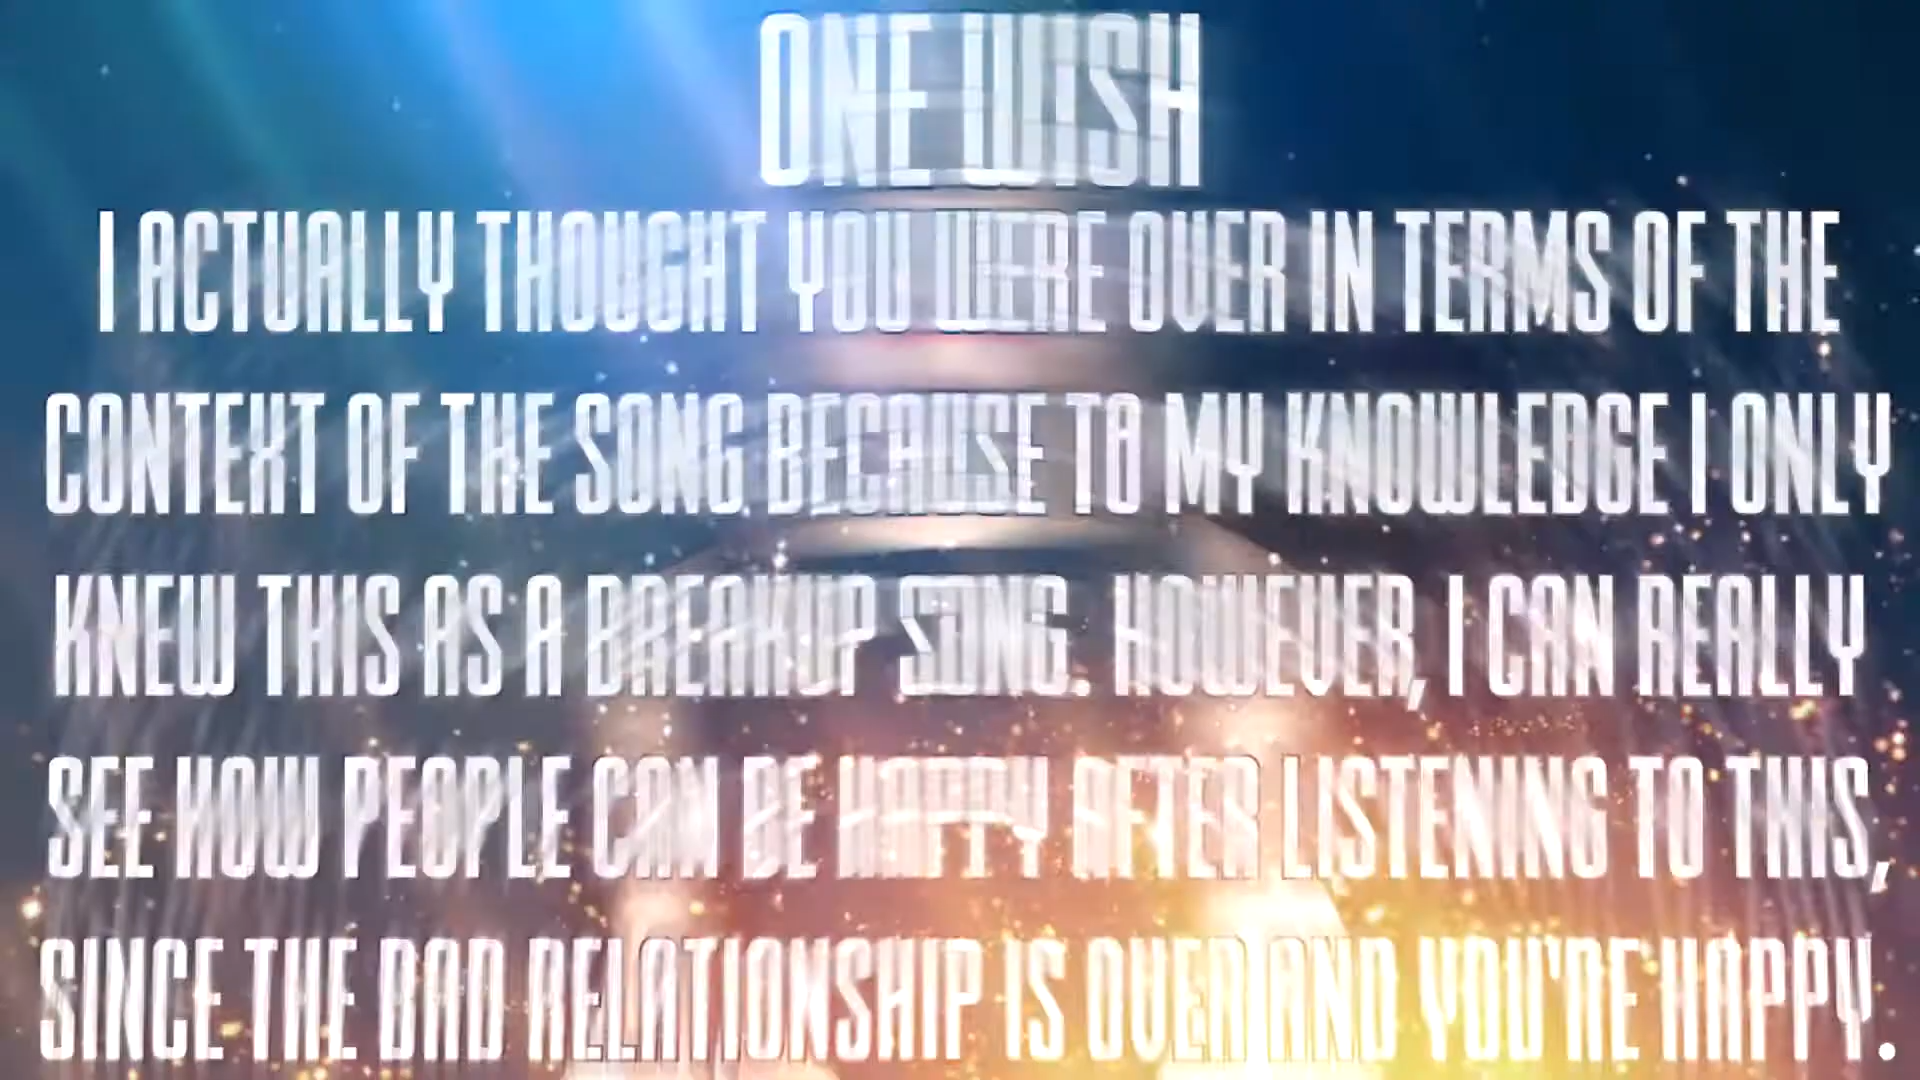 ONE WISH
I ACTUALLY THOUGHT YOU WERE OVER IN TERMS OF THE
CONTEXT OF THE SONG BECAUSE TO MY KNOWLEDGE I ONLY
KNEW THIS AS A BREAKUP SONG. HOWEVER, I CAN REALLY
SEE HOW PEOPLE CAN BE HAPPY AFTER LISTENING TO THIS,
SINCE THE BAD RELATIONSHIP IS OVER AND YOU'RE HAPPY.